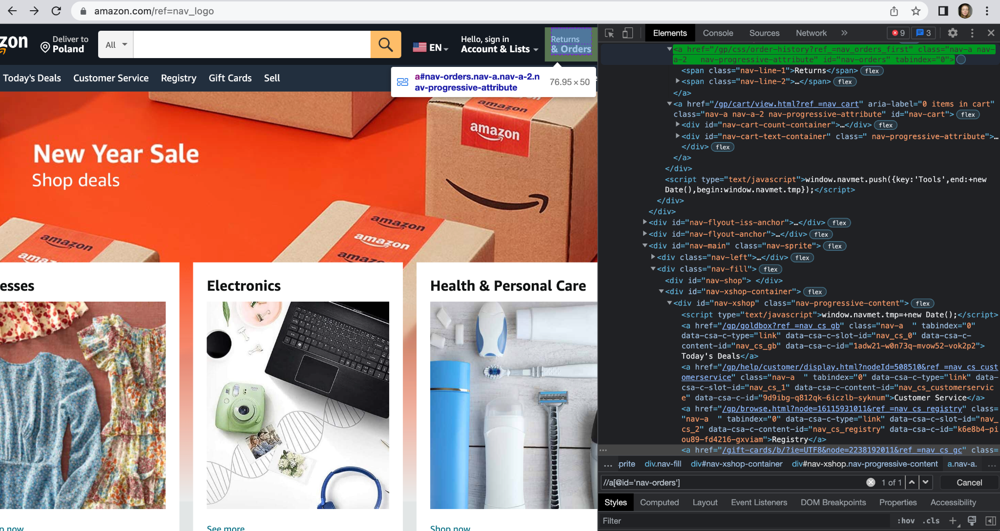 amazon.com/ref=nav_logo
zon
Deliver to
Poland
All
EN
Hello, sign in
Account & Lists
Returns
& Orders
Today's Deals Customer Service Registry Gift Cards Sell
a#nav-orders.nav-a.nav-a-2.n
av-progressive-attribute
76.95 × 50
New Year Sale
Shop deals
amazon
amazon
amazon
amazon
amazon
amazon
amazon
esses
Electronics
Health & Personal Care
p now
See more
Shop now
Elements Console Sources Network » 9 3
<a href="/gp/css/order-history?ref_=nav_orders_first" class="nav-a nav-
a-2   nav-progressive-attribute" id="nav-orders" tabindex="0">
<span class="nav-line-1">Returns</span> flex
<span class="nav-line-2">…</span> flex
</a>
<a href="/gp/cart/view.html?ref_=nav_cart" aria-label="0 items in cart"
class="nav-a nav-a-2 nav-progressive-attribute" id="nav-cart"> flex
<div id="nav-cart-count-container">…</div> flex
<div id="nav-cart-text-container" class=" nav-progressive-attribute">…
</div> flex
</a>
</div>
<script type="text/javascript">window.navmet.push({key:'Tools',end:+new
Date(),begin:window.navmet.tmp});</script>
</div>
</div>
<div id="nav-flyout-iss-anchor">…</div> flex
<div id="nav-flyout-anchor">…</div> flex
<div id="nav-main" class="nav-sprite"> flex
<div class="nav-left">…</div> flex
<div class="nav-fill"> flex
<div id="nav-shop"> </div>
<div id="nav-xshop-container"> flex
<div id="nav-xshop" class="nav-progressive-content"> flex
<script type="text/javascript">window.navmet.tmp=+new Date();</script>
<a href="/gp/goldbox?ref_=nav_cs_gb" class="nav-a  " tabindex="0"
data-csa-c-type="link" data-csa-c-slot-id="nav_cs_0" data-csa-c-
content-id="nav_cs_gb" data-csa-c-id="1adw21-w0n73q-mvow52-vok2p2">
Today's Deals</a>
<a href="/gp/help/customer/display.html?nodeId=508510&ref_=nav_cs_cust
omerservice" class="nav-a  " tabindex="0" data-csa-c-type="link" data-
csa-c-slot-id="nav_cs_1" data-csa-c-content-id="nav_cs_customerservic
e" data-csa-c-id="9d9ibg-q812qk-6iczlb-syknum">Customer Service</a>
<a href="/gp/browse.html?node=16115931011&ref_=nav_cs_registry" class=
"nav-a  " tabindex="0" data-csa-c-type="link" data-csa-c-slot-id="nav_
cs_2" data-csa-c-content-id="nav_cs_registry" data-csa-c-id="k6e8b4-pi
ou89-fd4216-gxviam">Registry</a>
<a href="/gift-cards/b/?ie=UTF8&node=2238192011&ref_=nav_cs_gc" class=
… prite div.nav-fill div#nav-xshop-container div#nav-xshop.nav-progressive-content a.nav-a. …
//a[@id='nav-orders'] 1 of 1 Cancel
Styles Computed Layout Event Listeners DOM Breakpoints Properties Accessibility
Filter :hov .cls